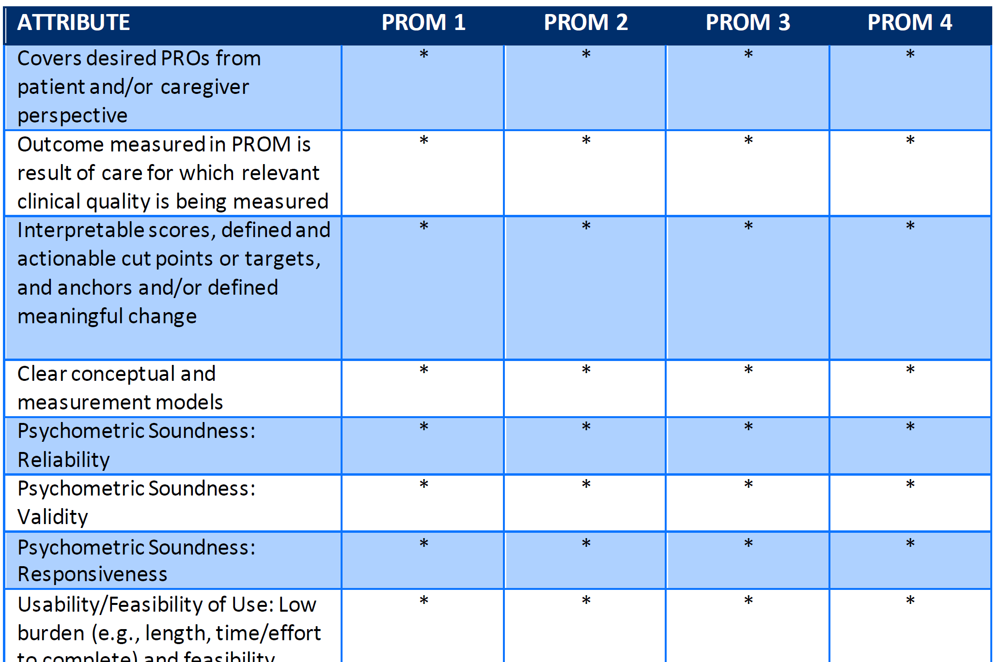 ATTRIBUTE PROM 1 PROM 2 PROM 3 PROM 4
Covers desired PROs from * * * *
patient and/or caregiver
perspective
Outcome measured in PROM is * * * *
result of care for which relevant
clinical quality is being measured
Interpretable scores, defined and * * * *
actionable cut points or targets,
and anchors and/or defined
meaningful change
Clear conceptual and * * * *
measurement models
Psychometric Soundness: * * * *
Reliability
Psychometric Soundness: * * * *
Validity
Psychometric Soundness: * * * *
Responsiveness
Usability/Feasibility of Use: Low * * * *
burden (e.g., length, time/effort
to complete) and feasibility